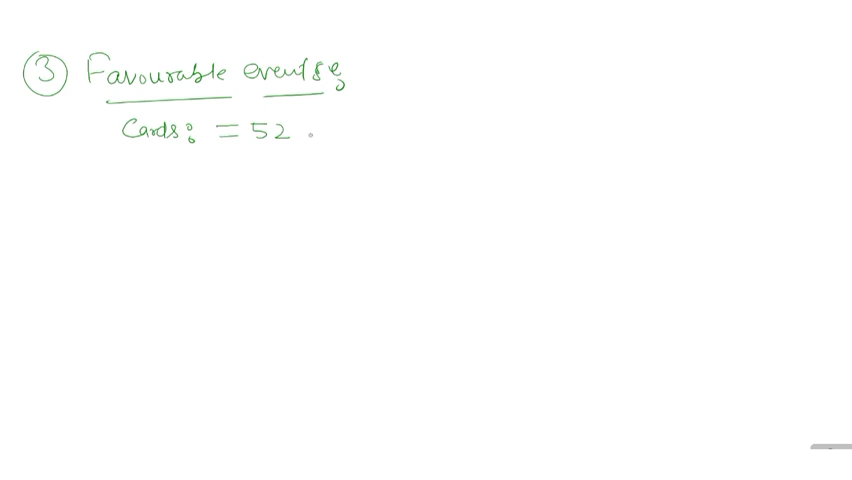 ③ Favourable events:
Cards: = 52.